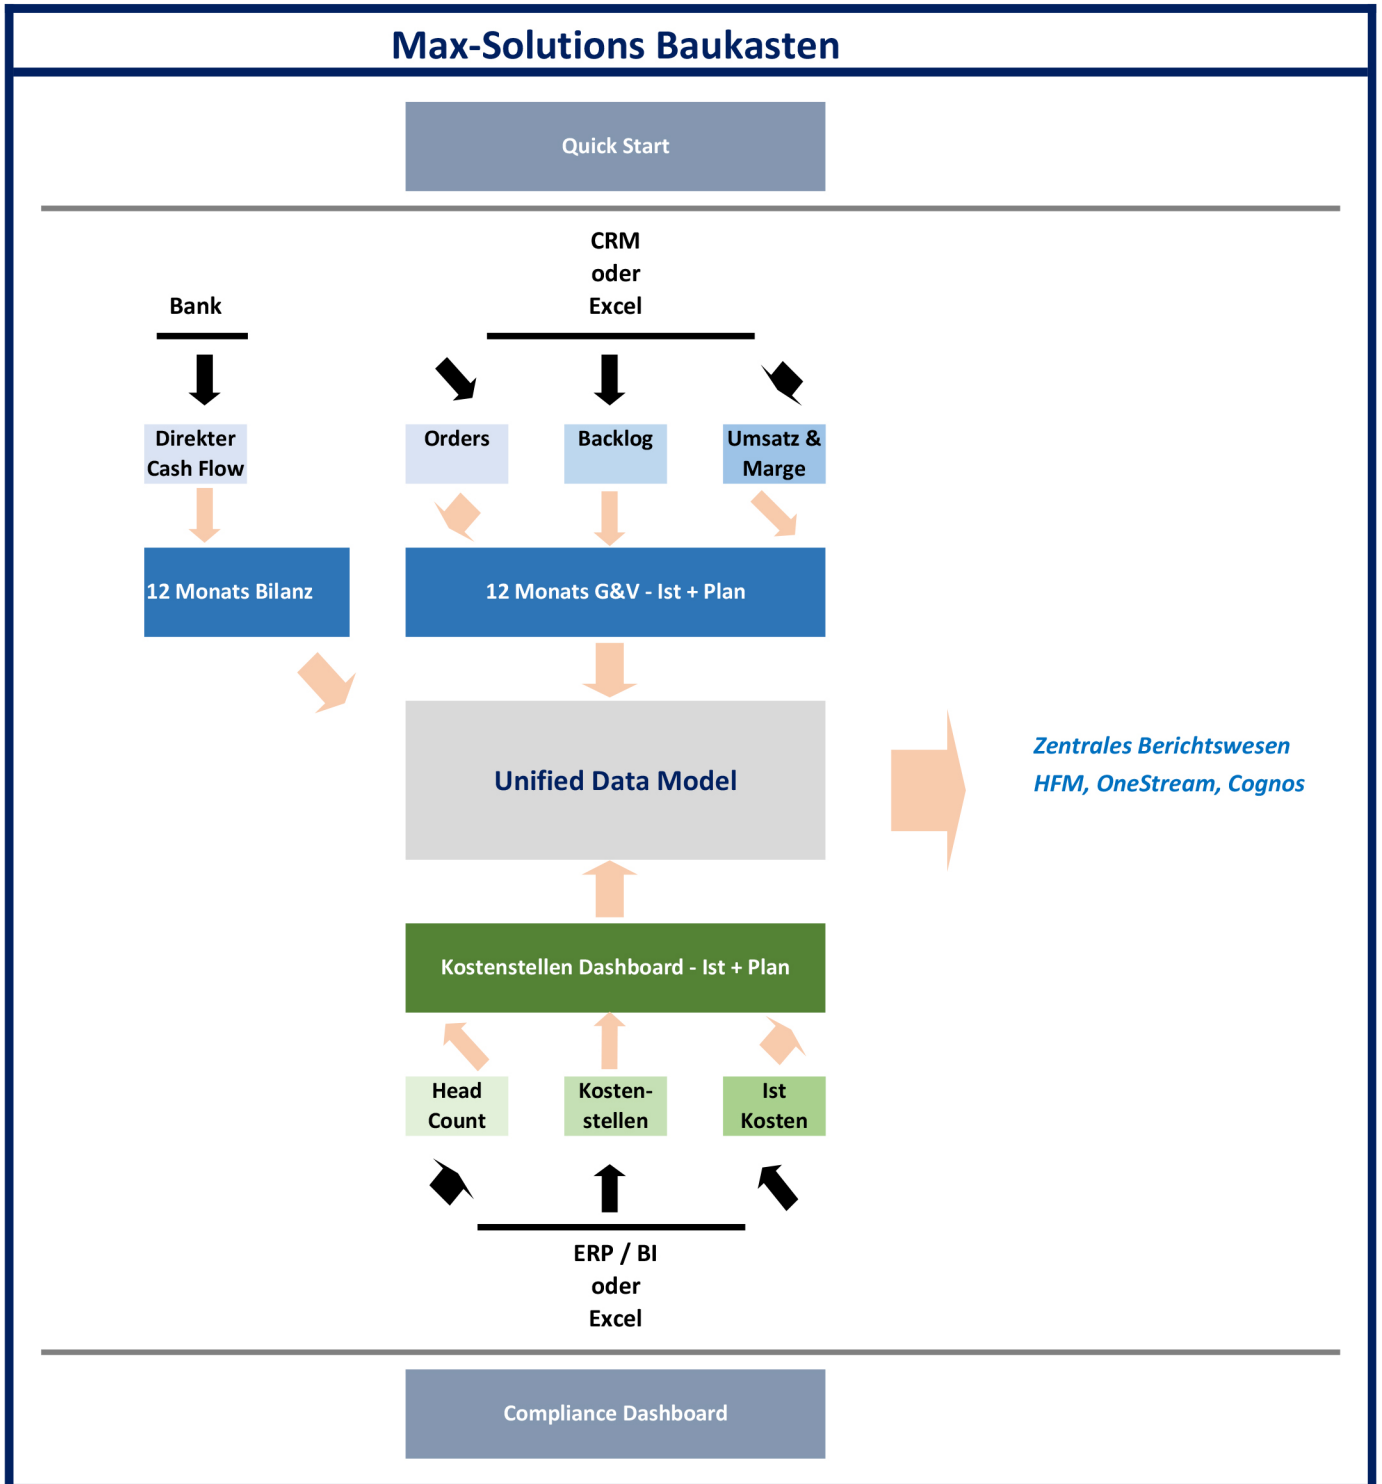 Max-Solutions Baukasten
Quick Start
CRM
oder
Excel
Bank
Direkter
Cash Flow
Orders
Backlog
Umsatz &
Marge
12 Monats Bilanz
12 Monats G&V - Ist + Plan
Unified Data Model
Zentrales Berichtswesen
HFM, OneStream, Cognos
Kostenstellen Dashboard - Ist + Plan
Head
Count
Kosten-
stellen
Ist
Kosten
ERP / BI
oder
Excel
Compliance Dashboard